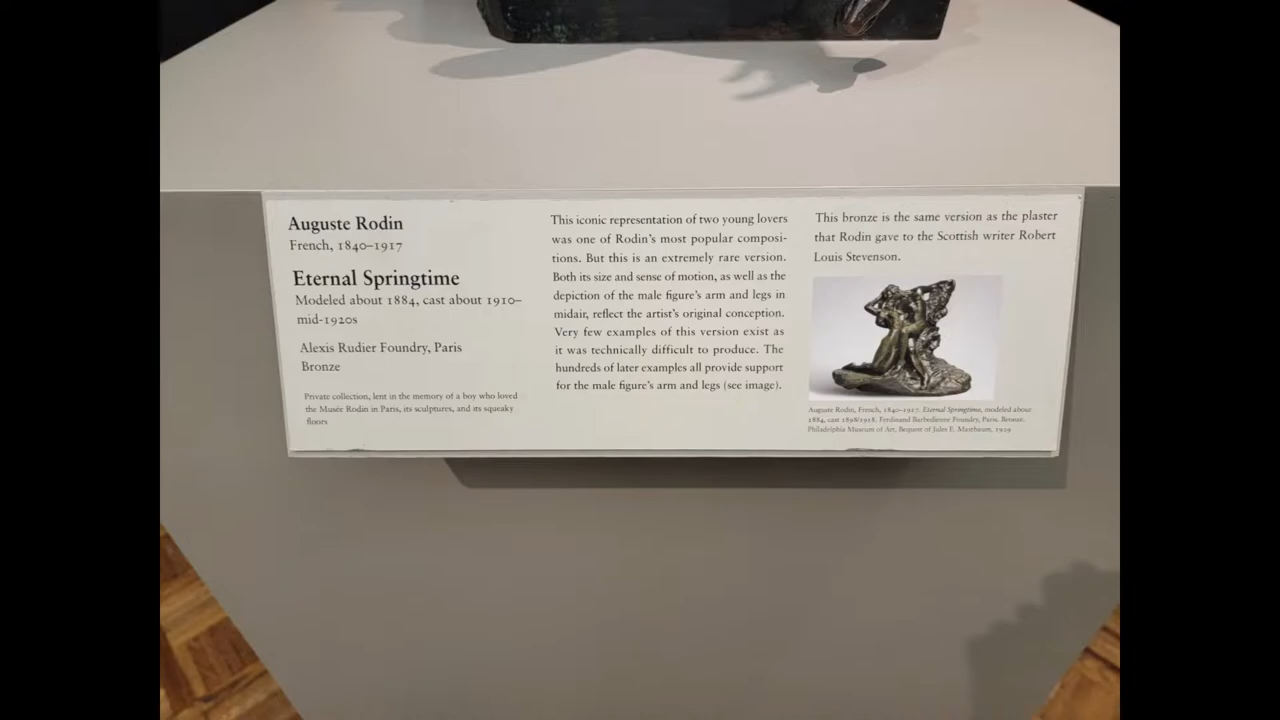 Auguste Rodin
French, 1840–1917
Eternal Springtime
Modeled about 1884, cast about 1910–
mid-1920s
Alexis Rudier Foundry, Paris
Bronze
Private collection, lent in the memory of a boy who loved
the Musée Rodin in Paris, its sculptures, and its squeaky
floors
This iconic representation of two young lovers
was one of Rodin's most popular composi-
tions. But this is an extremely rare version.
Both its size and sense of motion, as well as the
depiction of the male figure's arm and legs in
midair, reflect the artist's original conception.
Very few examples of this version exist as
it was technically difficult to produce. The
hundreds of later examples all provide support
for the male figure's arm and legs (see image).
This bronze is the same version as the plaster
that Rodin gave to the Scottish writer Robert
Louis Stevenson.
Auguste Rodin, French, 1840–1917. Eternal Springtime, modeled about
1884, cast 1898/1918. Ferdinand Barbedienne Foundry, Paris. Bronze.
Philadelphia Museum of Art, Bequest of Jules E. Mastbaum, 1929